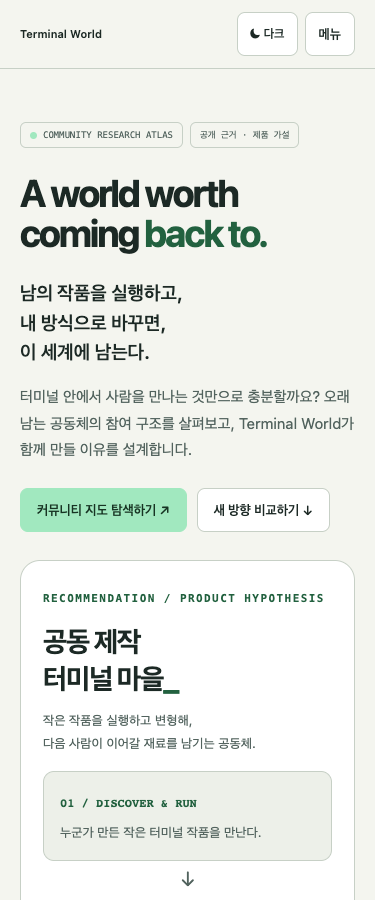 Terminal World
다크
메뉴
COMMUNITY RESEARCH ATLAS
공개 근거 · 제품 가설
A world worth
coming back to.
남의 작품을 실행하고,
내 방식으로 바꾸면,
이 세계에 남는다.
터미널 안에서 사람을 만나는 것만으로 충분할까요? 오래
남는 공동체의 참여 구조를 살펴보고, Terminal World가
함께 만들 이유를 설계합니다.
커뮤니티 지도 탐색하기 ↗
새 방향 비교하기 ↓
RECOMMENDATION / PRODUCT HYPOTHESIS
공동 제작
터미널 마을_
작은 작품을 실행하고 변형해,
다음 사람이 이어갈 재료를 남기는 공동체.
01 / DISCOVER & RUN
누군가 만든 작은 터미널 작품을 만난다.
↓